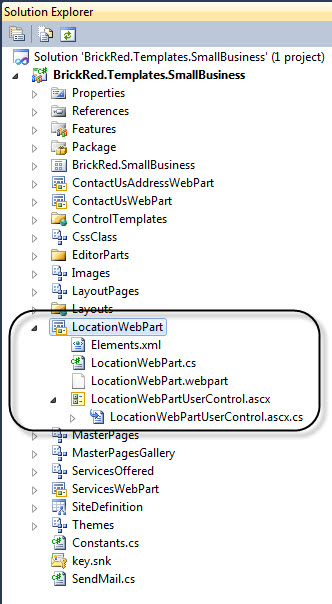 Solution Explorer
Solution 'BrickRed.Templates.SmallBusiness' (1 project)
BrickRed.Templates.SmallBusiness
Properties
References
Features
Package
BrickRed.SmallBusiness
ContactUsAddressWebPart
ContactUsWebPart
ControlTemplates
CssClass
EditorParts
Images
LayoutPages
Layouts
LocationWebPart
Elements.xml
LocationWebPart.cs
LocationWebPart.webpart
LocationWebPartUserControl.ascx
LocationWebPartUserControl.ascx.cs
MasterPages
MasterPagesGallery
ServicesOffered
ServicesWebPart
SiteDefinition
Themes
Constants.cs
key.snk
SendMail.cs